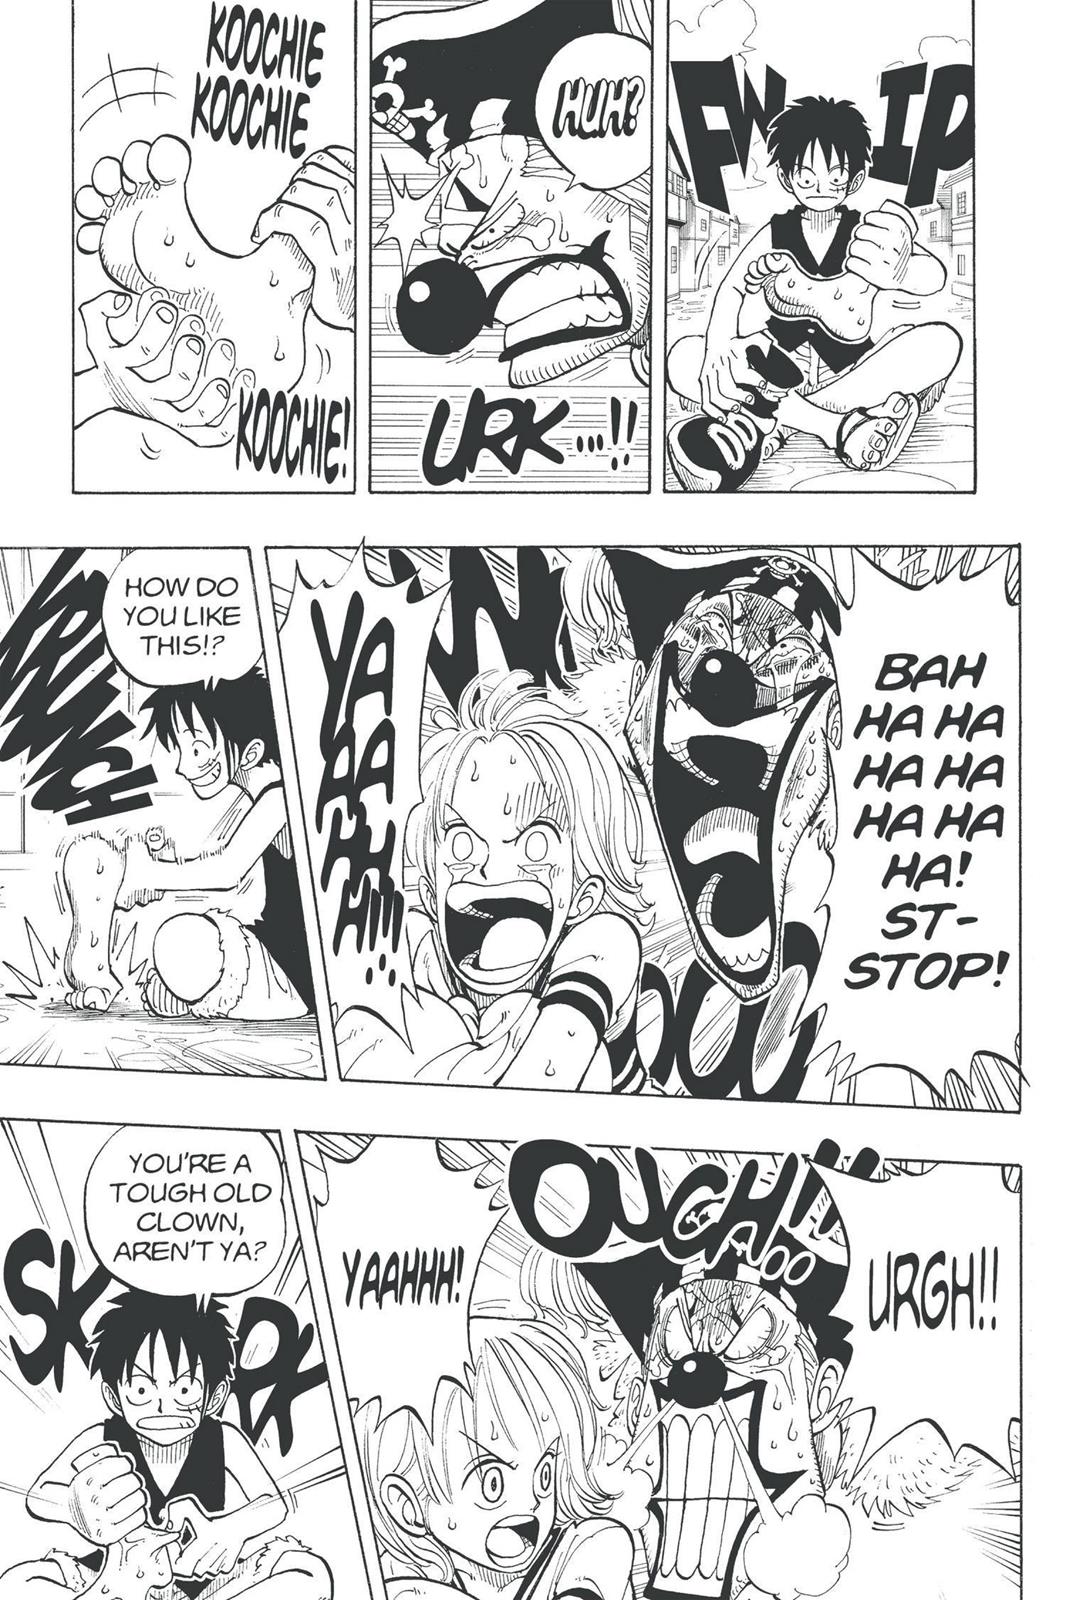 FWIP
HUH?
URK...!!
KOOCHIE
KOOCHIE
KOOCHIE!
BAH
HA HA
HA HA
HA HA
HA!
ST-
STOP!
HOW DO
YOU LIKE
THIS!?
KRUNCH
URGH!!
YAAHHH!
YOU'RE A
TOUGH OLD
CLOWN,
AREN'T YA?